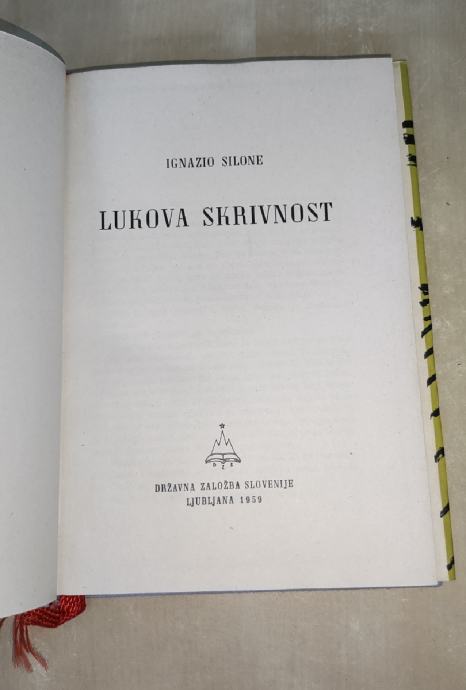 IGNAZIO SILONE
LUKOVA SKRIVNOST
D Z S
DRŽAVNA ZALOŽBA SLOVENIJE
LJUBLJANA 1959